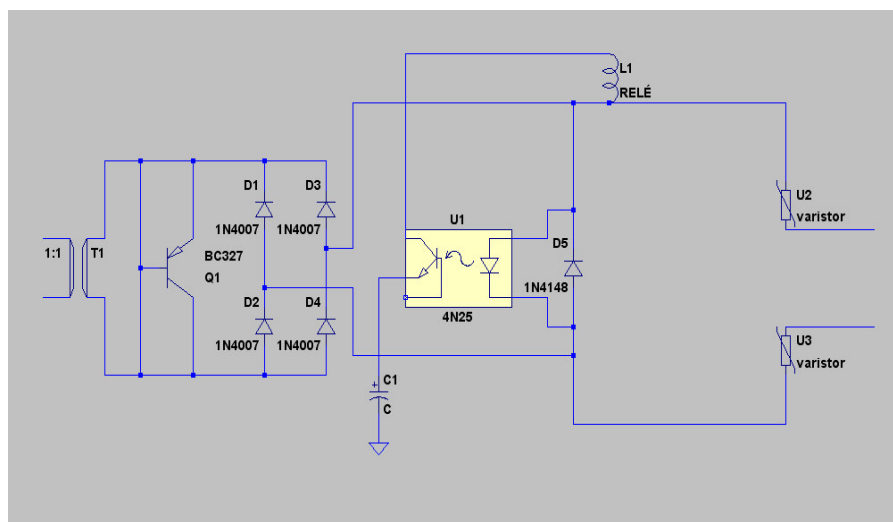 L1
RELÉ
D1
D3
U1
U2
varistor
1N4007
1N4007
1:1
T1
BC327
Q1
D5
1N4148
D2
D4
4N25
1N4007
1N4007
U3
varistor
+
C1
C